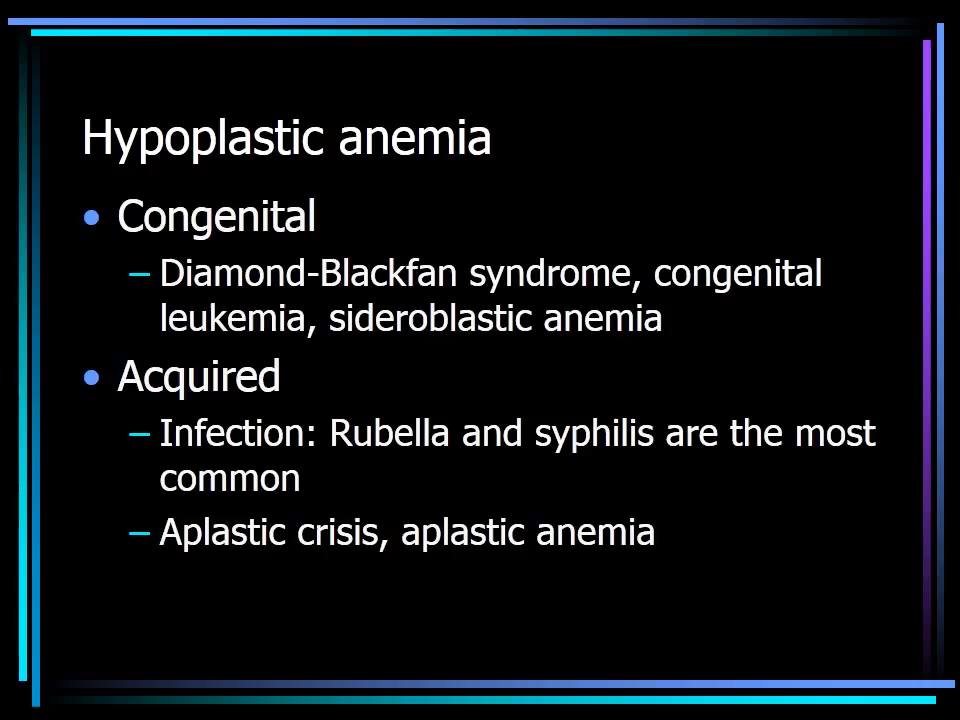 Hypoplastic anemia
• Congenital
– Diamond-Blackfan syndrome, congenital
leukemia, sideroblastic anemia
• Acquired
– Infection: Rubella and syphilis are the most
common
– Aplastic crisis, aplastic anemia